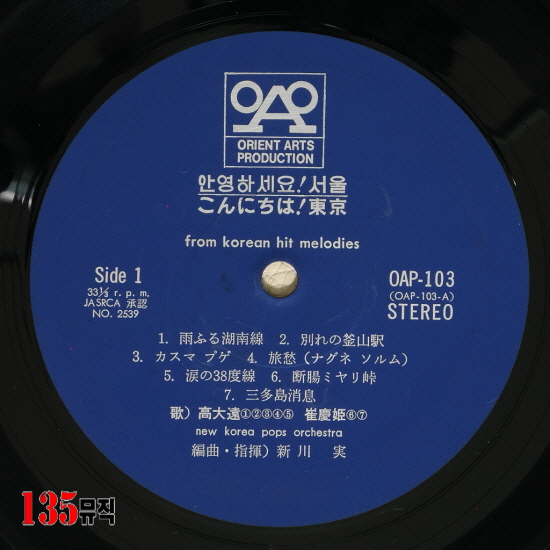 OAO
ORIENT ARTS
PRODUCTION
안영하세요! 서울
こんにちは! 東京
from korean hit melodies
Side 1
33⅓ r. p. m.
JASRCA 承認
NO. 2539
OAP-103
(OAP-103-A)
STEREO
1. 雨ふる湖南線 2. 別れの釜山駅
3. カスマ プゲ 4. 旅愁 (ナグネ ソルム)
5. 涙の38度線 6. 断腸ミヤリ峠
7. 三多島消息
歌) 高大遠①②③④⑤ 崔慶姫⑥⑦
new korea pops orchestra
編曲・指揮) 新川 実
135뮤직